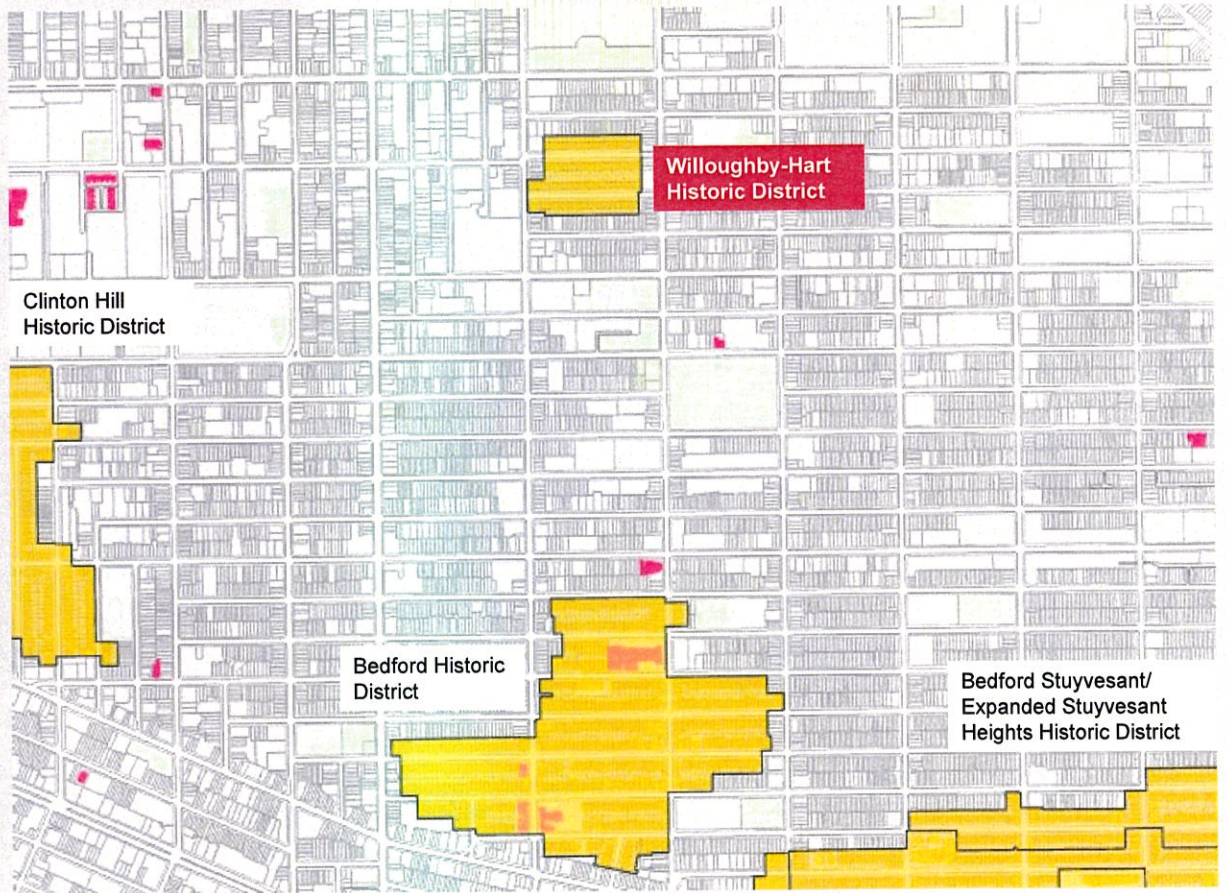 Willoughby-Hart
Historic District
Clinton Hill
Historic District
Bedford Historic
District
Bedford Stuyvesant/
Expanded Stuyvesant
Heights Historic District